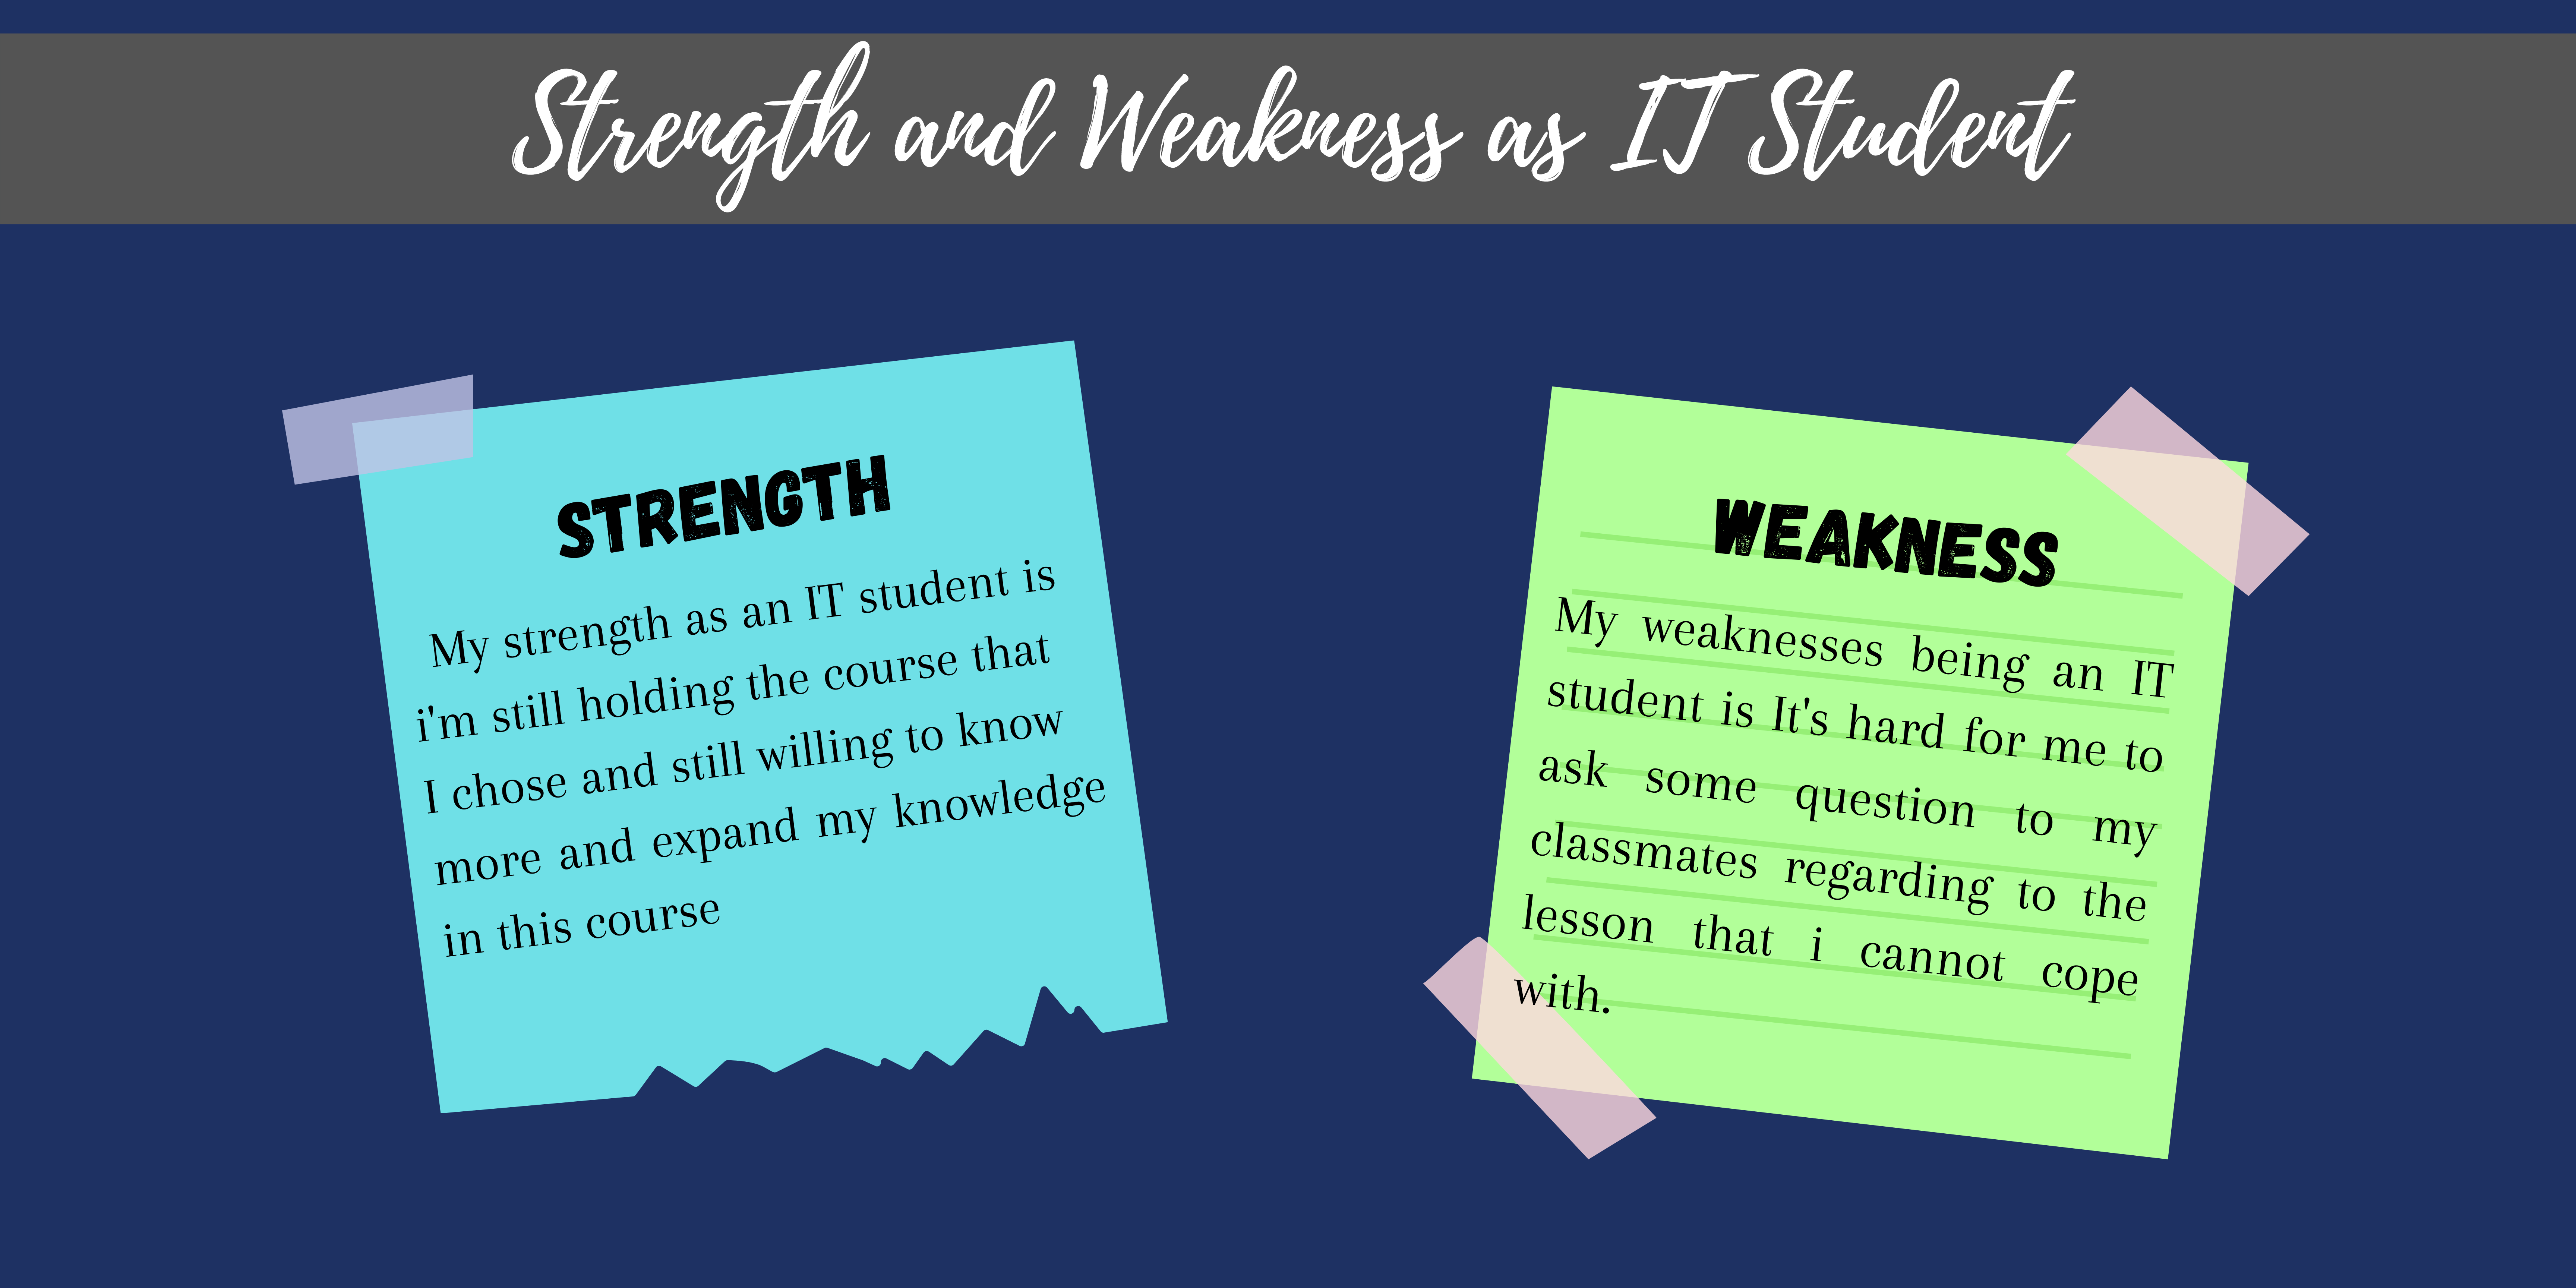 Strength and Weakness as IT Student
STRENGTH
My strength as an IT student is
i'm still holding the course that
I chose and still willing to know
more and expand my knowledge
in this course
WEAKNESS
My weaknesses being an IT
student is It's hard for me to
ask some question to my
classmates regarding to the
lesson that i cannot cope
with.